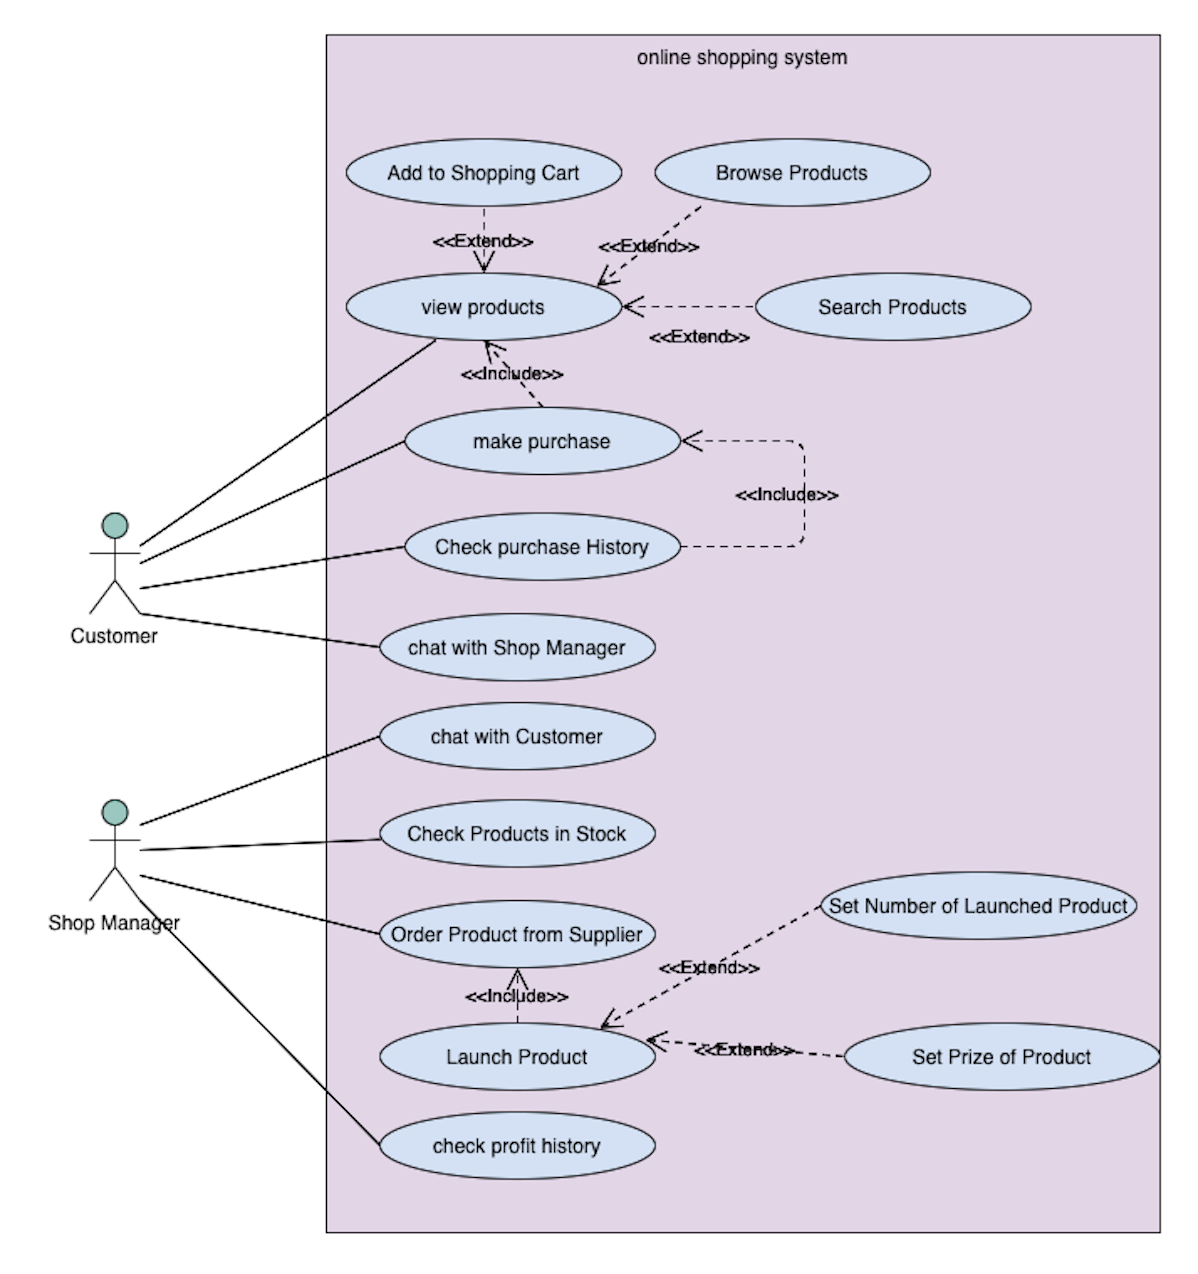 online shopping system
Add to Shopping Cart
Browse Products
<<Extend>>
<<Extend>>
view products
Search Products
<<Extend>>
<<Include>>
make purchase
<<Include>>
Check purchase History
Customer
chat with Shop Manager
chat with Customer
Check Products in Stock
Set Number of Launched Product
Shop Manager
Order Product from Supplier
<<Extend>>
<<Include>>
<<Extend>>
Launch Product
Set Prize of Product
check profit history